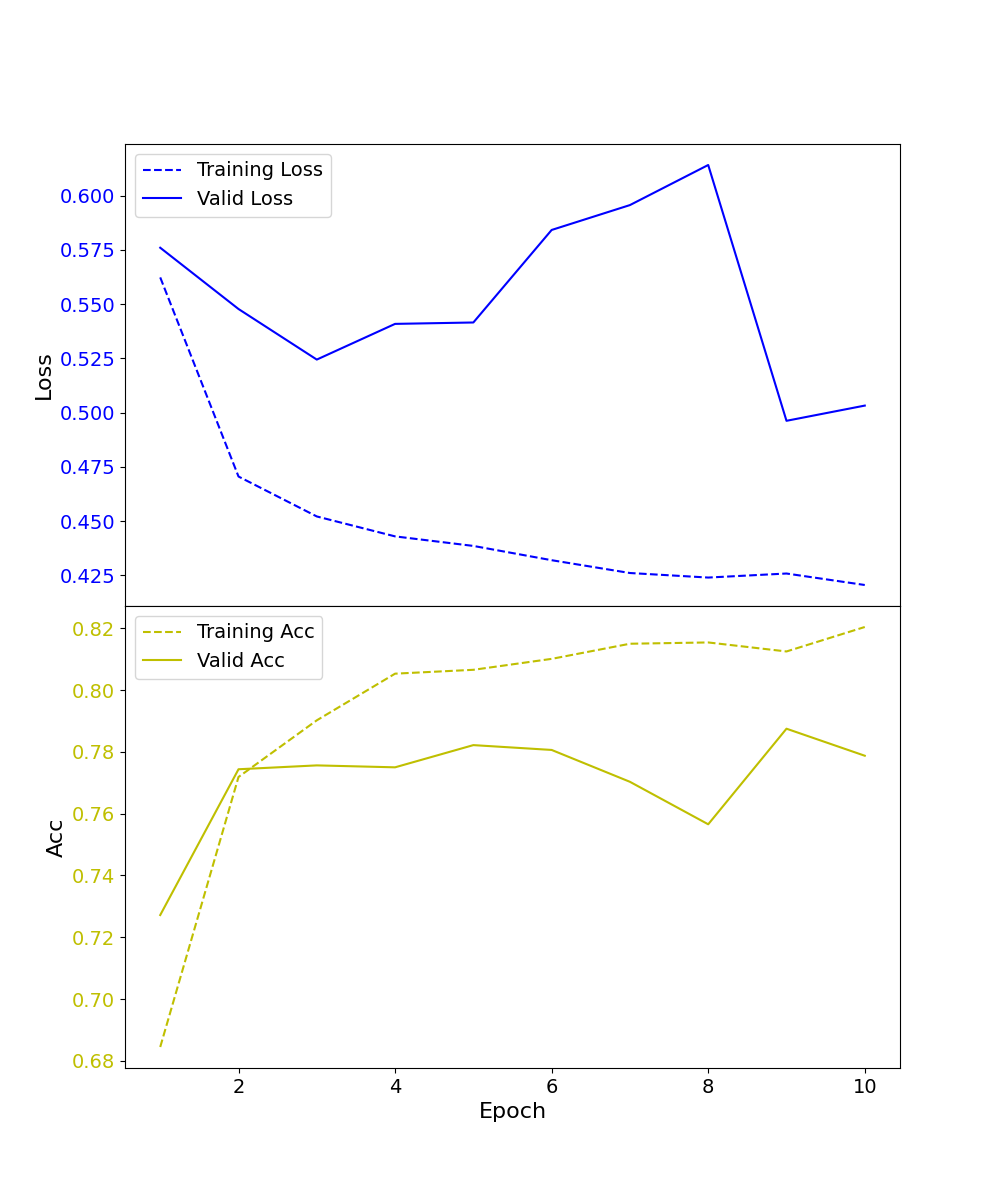 Training Loss
Valid Loss
0.600
0.575
0.550
0.525
0.500
0.475
0.450
0.425
Loss
Training Acc
Valid Acc
0.82
0.80
0.78
0.76
0.74
0.72
0.70
0.68
Acc
2 4 6 8 10
Epoch